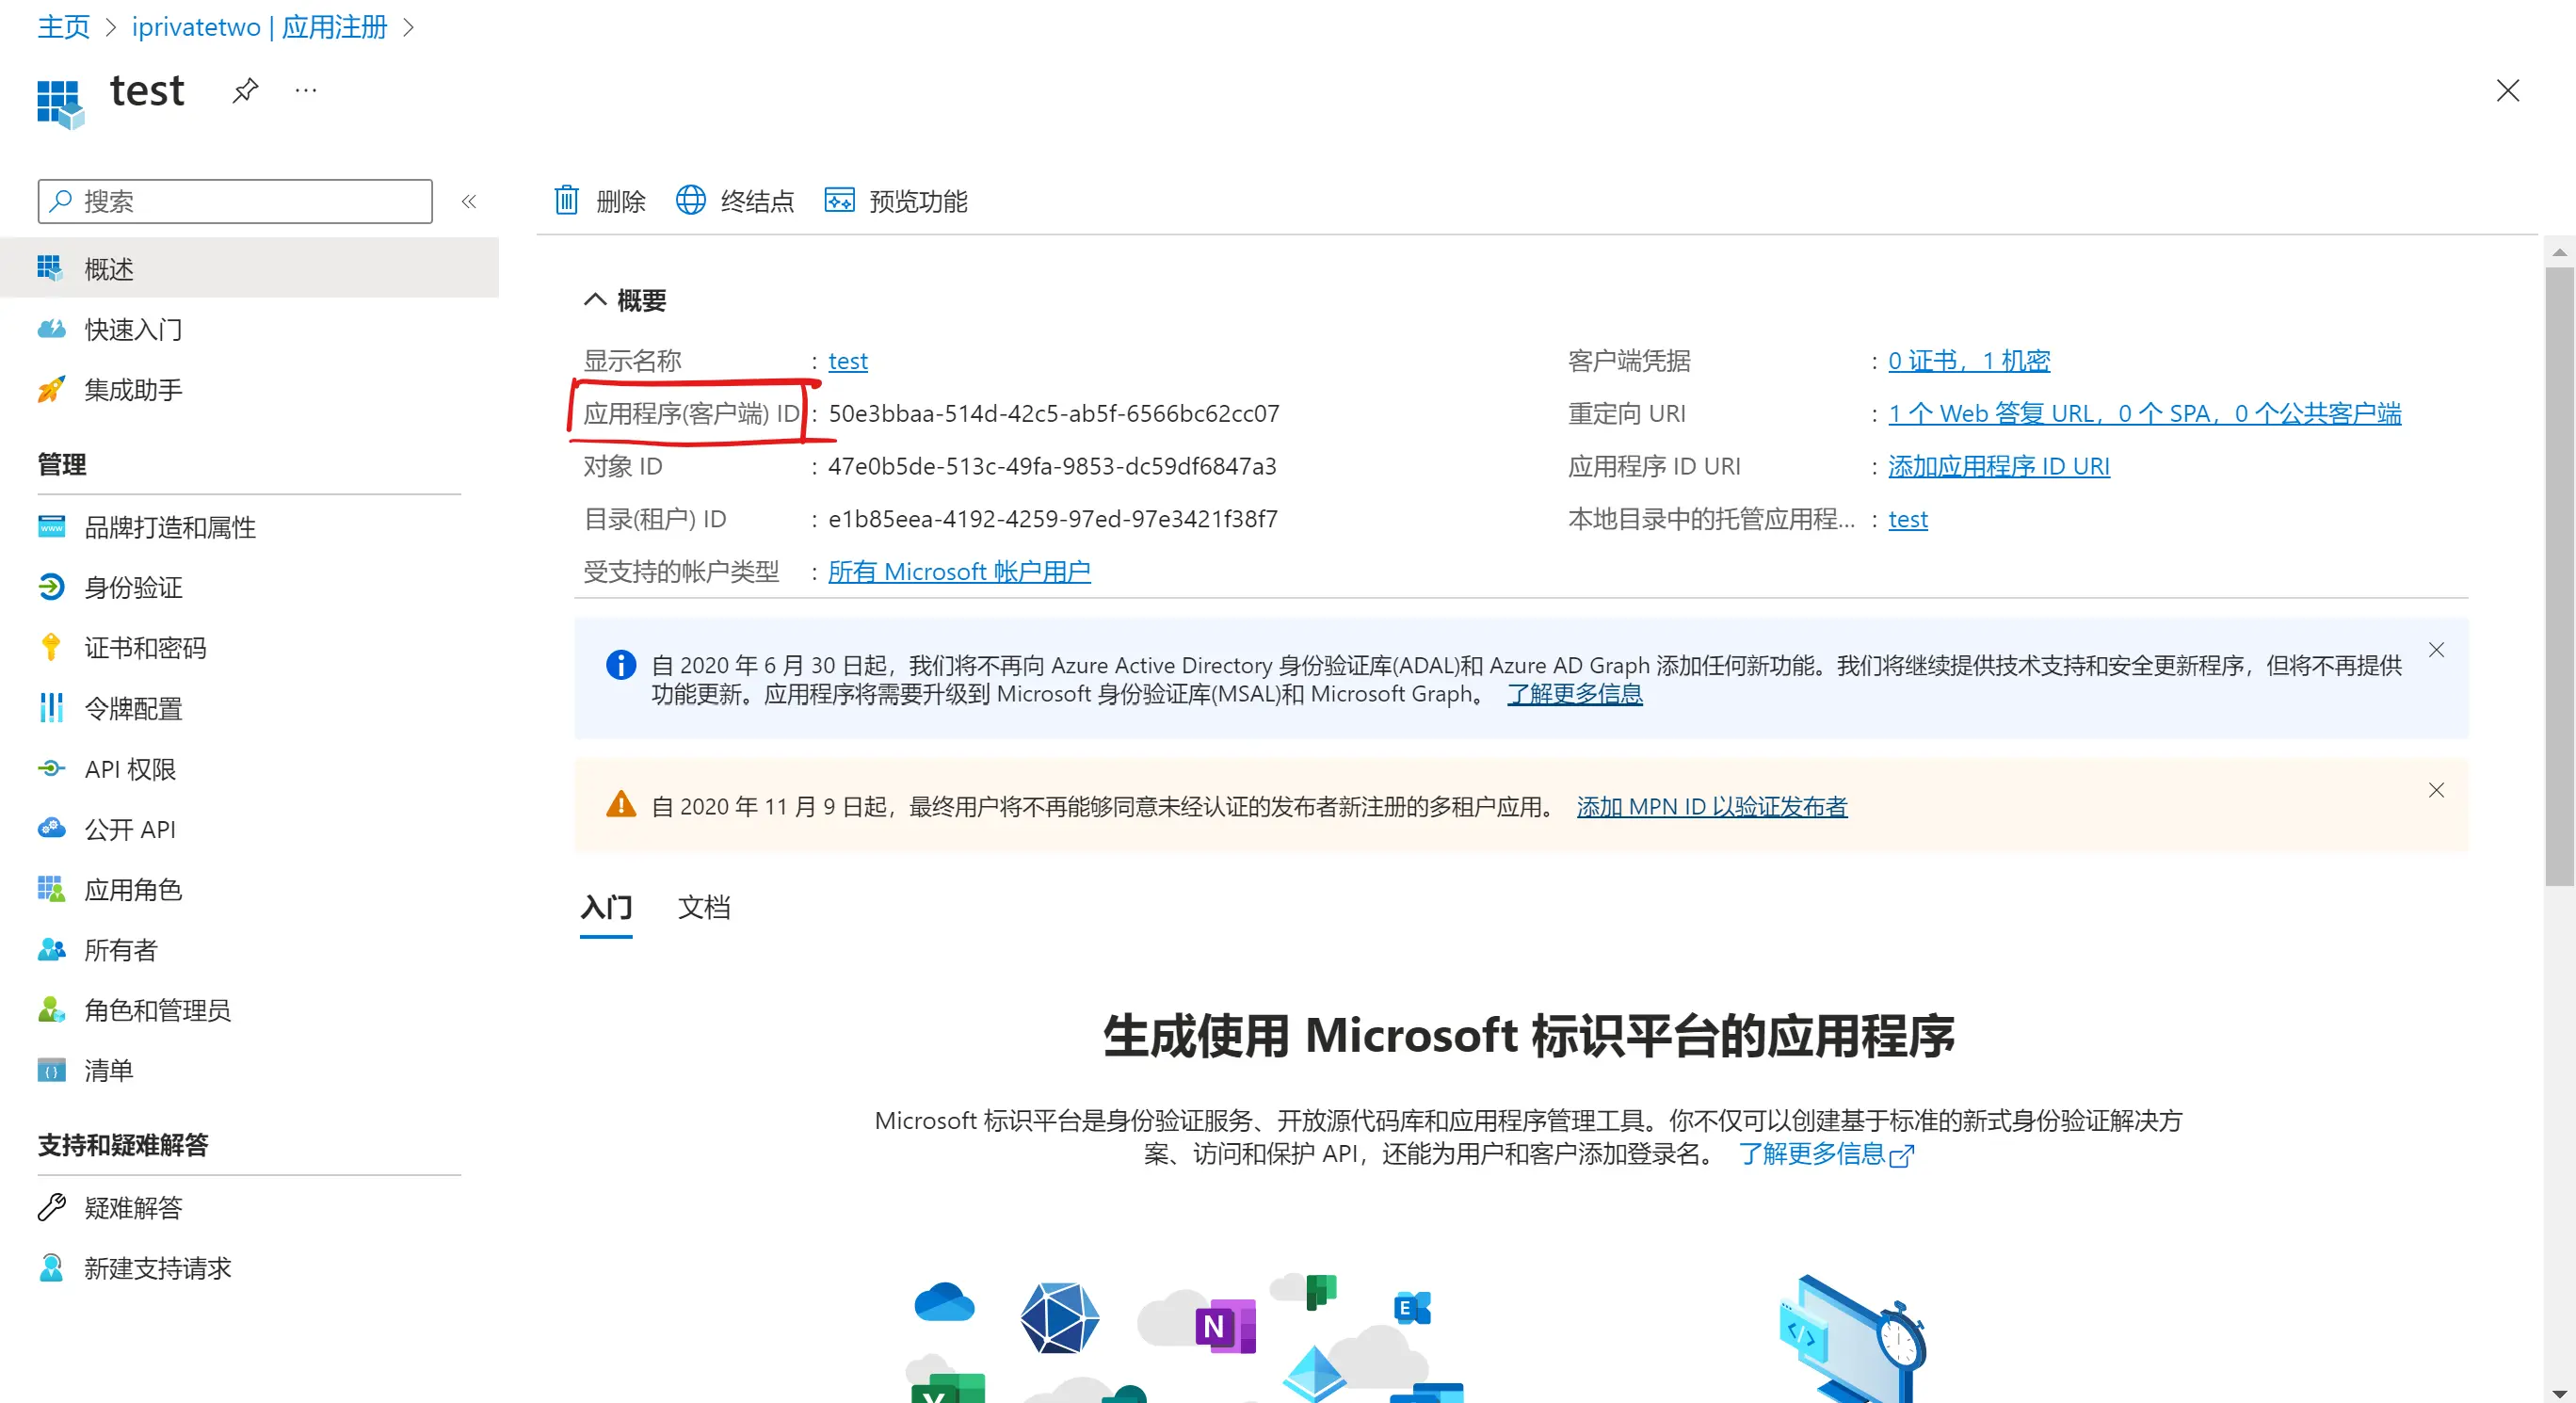 主页 > iprivatetwo | 应用注册 >
test
搜索
删除
终结点
预览功能
概述
快速入门
集成助手
管理
品牌打造和属性
身份验证
证书和密码
令牌配置
API 权限
公开 API
应用角色
所有者
角色和管理员
清单
支持和疑难解答
疑难解答
新建支持请求
概要
显示名称 : test
应用程序(客户端) ID : 50e3bbaa-514d-42c5-ab5f-6566bc62cc07
对象 ID : 47e0b5de-513c-49fa-9853-dc59df6847a3
目录(租户) ID : e1b85eea-4192-4259-97ed-97e3421f38f7
受支持的帐户类型 : 所有 Microsoft 帐户用户
客户端凭据 : 0 证书，1 机密
重定向 URI : 1 个 Web 答复 URL，0 个 SPA，0 个公共客户端
应用程序 ID URI : 添加应用程序 ID URI
本地目录中的托管应用程... : test
自 2020 年 6 月 30 日起，我们将不再向 Azure Active Directory 身份验证库(ADAL)和 Azure AD Graph 添加任何新功能。我们将继续提供技术支持和安全更新程序，但将不再提供
功能更新。应用程序将需要升级到 Microsoft 身份验证库(MSAL)和 Microsoft Graph。 了解更多信息
自 2020 年 11 月 9 日起，最终用户将不再能够同意未经认证的发布者新注册的多租户应用。 添加 MPN ID 以验证发布者
入门
文档
生成使用 Microsoft 标识平台的应用程序
Microsoft 标识平台是身份验证服务、开放源代码库和应用程序管理工具。你不仅可以创建基于标准的新式身份验证解决方
案、访问和保护 API，还能为用户和客户添加登录名。 了解更多信息
N
E